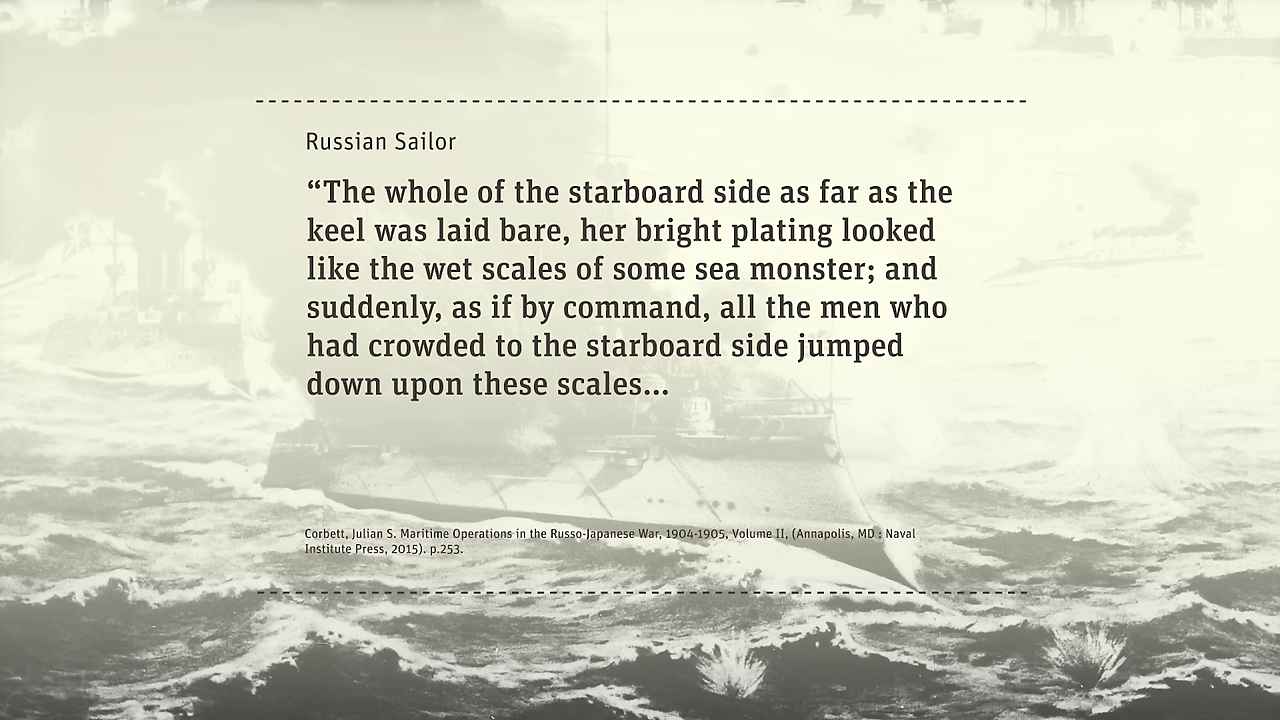 Russian Sailor
“The whole of the starboard side as far as the
keel was laid bare, her bright plating looked
like the wet scales of some sea monster; and
suddenly, as if by command, all the men who
had crowded to the starboard side jumped
down upon these scales...
Corbett, Julian S. Maritime Operations in the Russo-Japanese War, 1904-1905, Volume II, (Annapolis, MD : Naval
Institute Press, 2015). p.253.